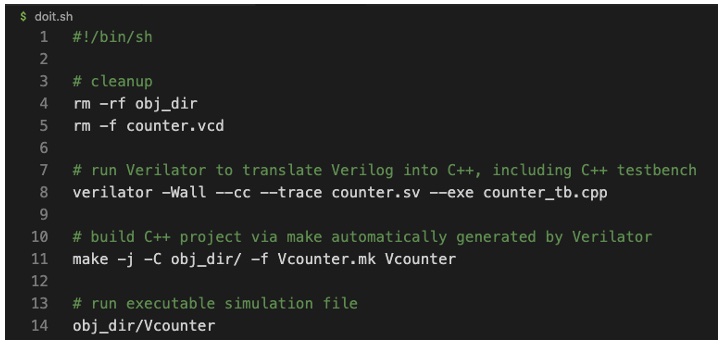 $ doit.sh
1 #!/bin/sh
2
3 # cleanup
4 rm -rf obj_dir
5 rm -f counter.vcd
6
7 # run Verilator to translate Verilog into C++, including C++ testbench
8 verilator -Wall --cc --trace counter.sv --exe counter_tb.cpp
9
10 # build C++ project via make automatically generated by Verilator
11 make -j -C obj_dir/ -f Vcounter.mk Vcounter
12
13 # run executable simulation file
14 obj_dir/Vcounter